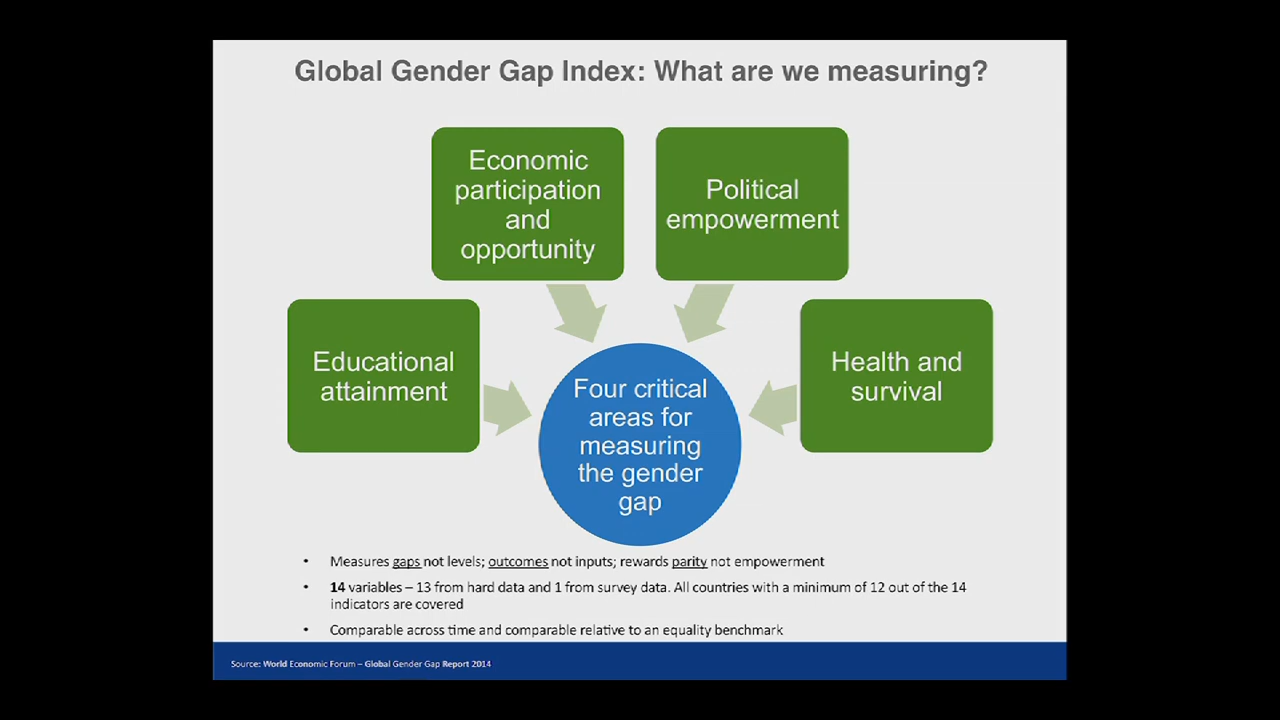 Global Gender Gap Index: What are we measuring?
Economic
participation
and
opportunity
Political
empowerment
Educational
attainment
Health and
survival
Four critical
areas for
measuring
the gender
gap
• Measures gaps not levels; outcomes not inputs; rewards parity not empowerment
• 14 variables – 13 from hard data and 1 from survey data. All countries with a minimum of 12 out of the 14
indicators are covered
• Comparable across time and comparable relative to an equality benchmark
Source: World Economic Forum – Global Gender Gap Report 2014